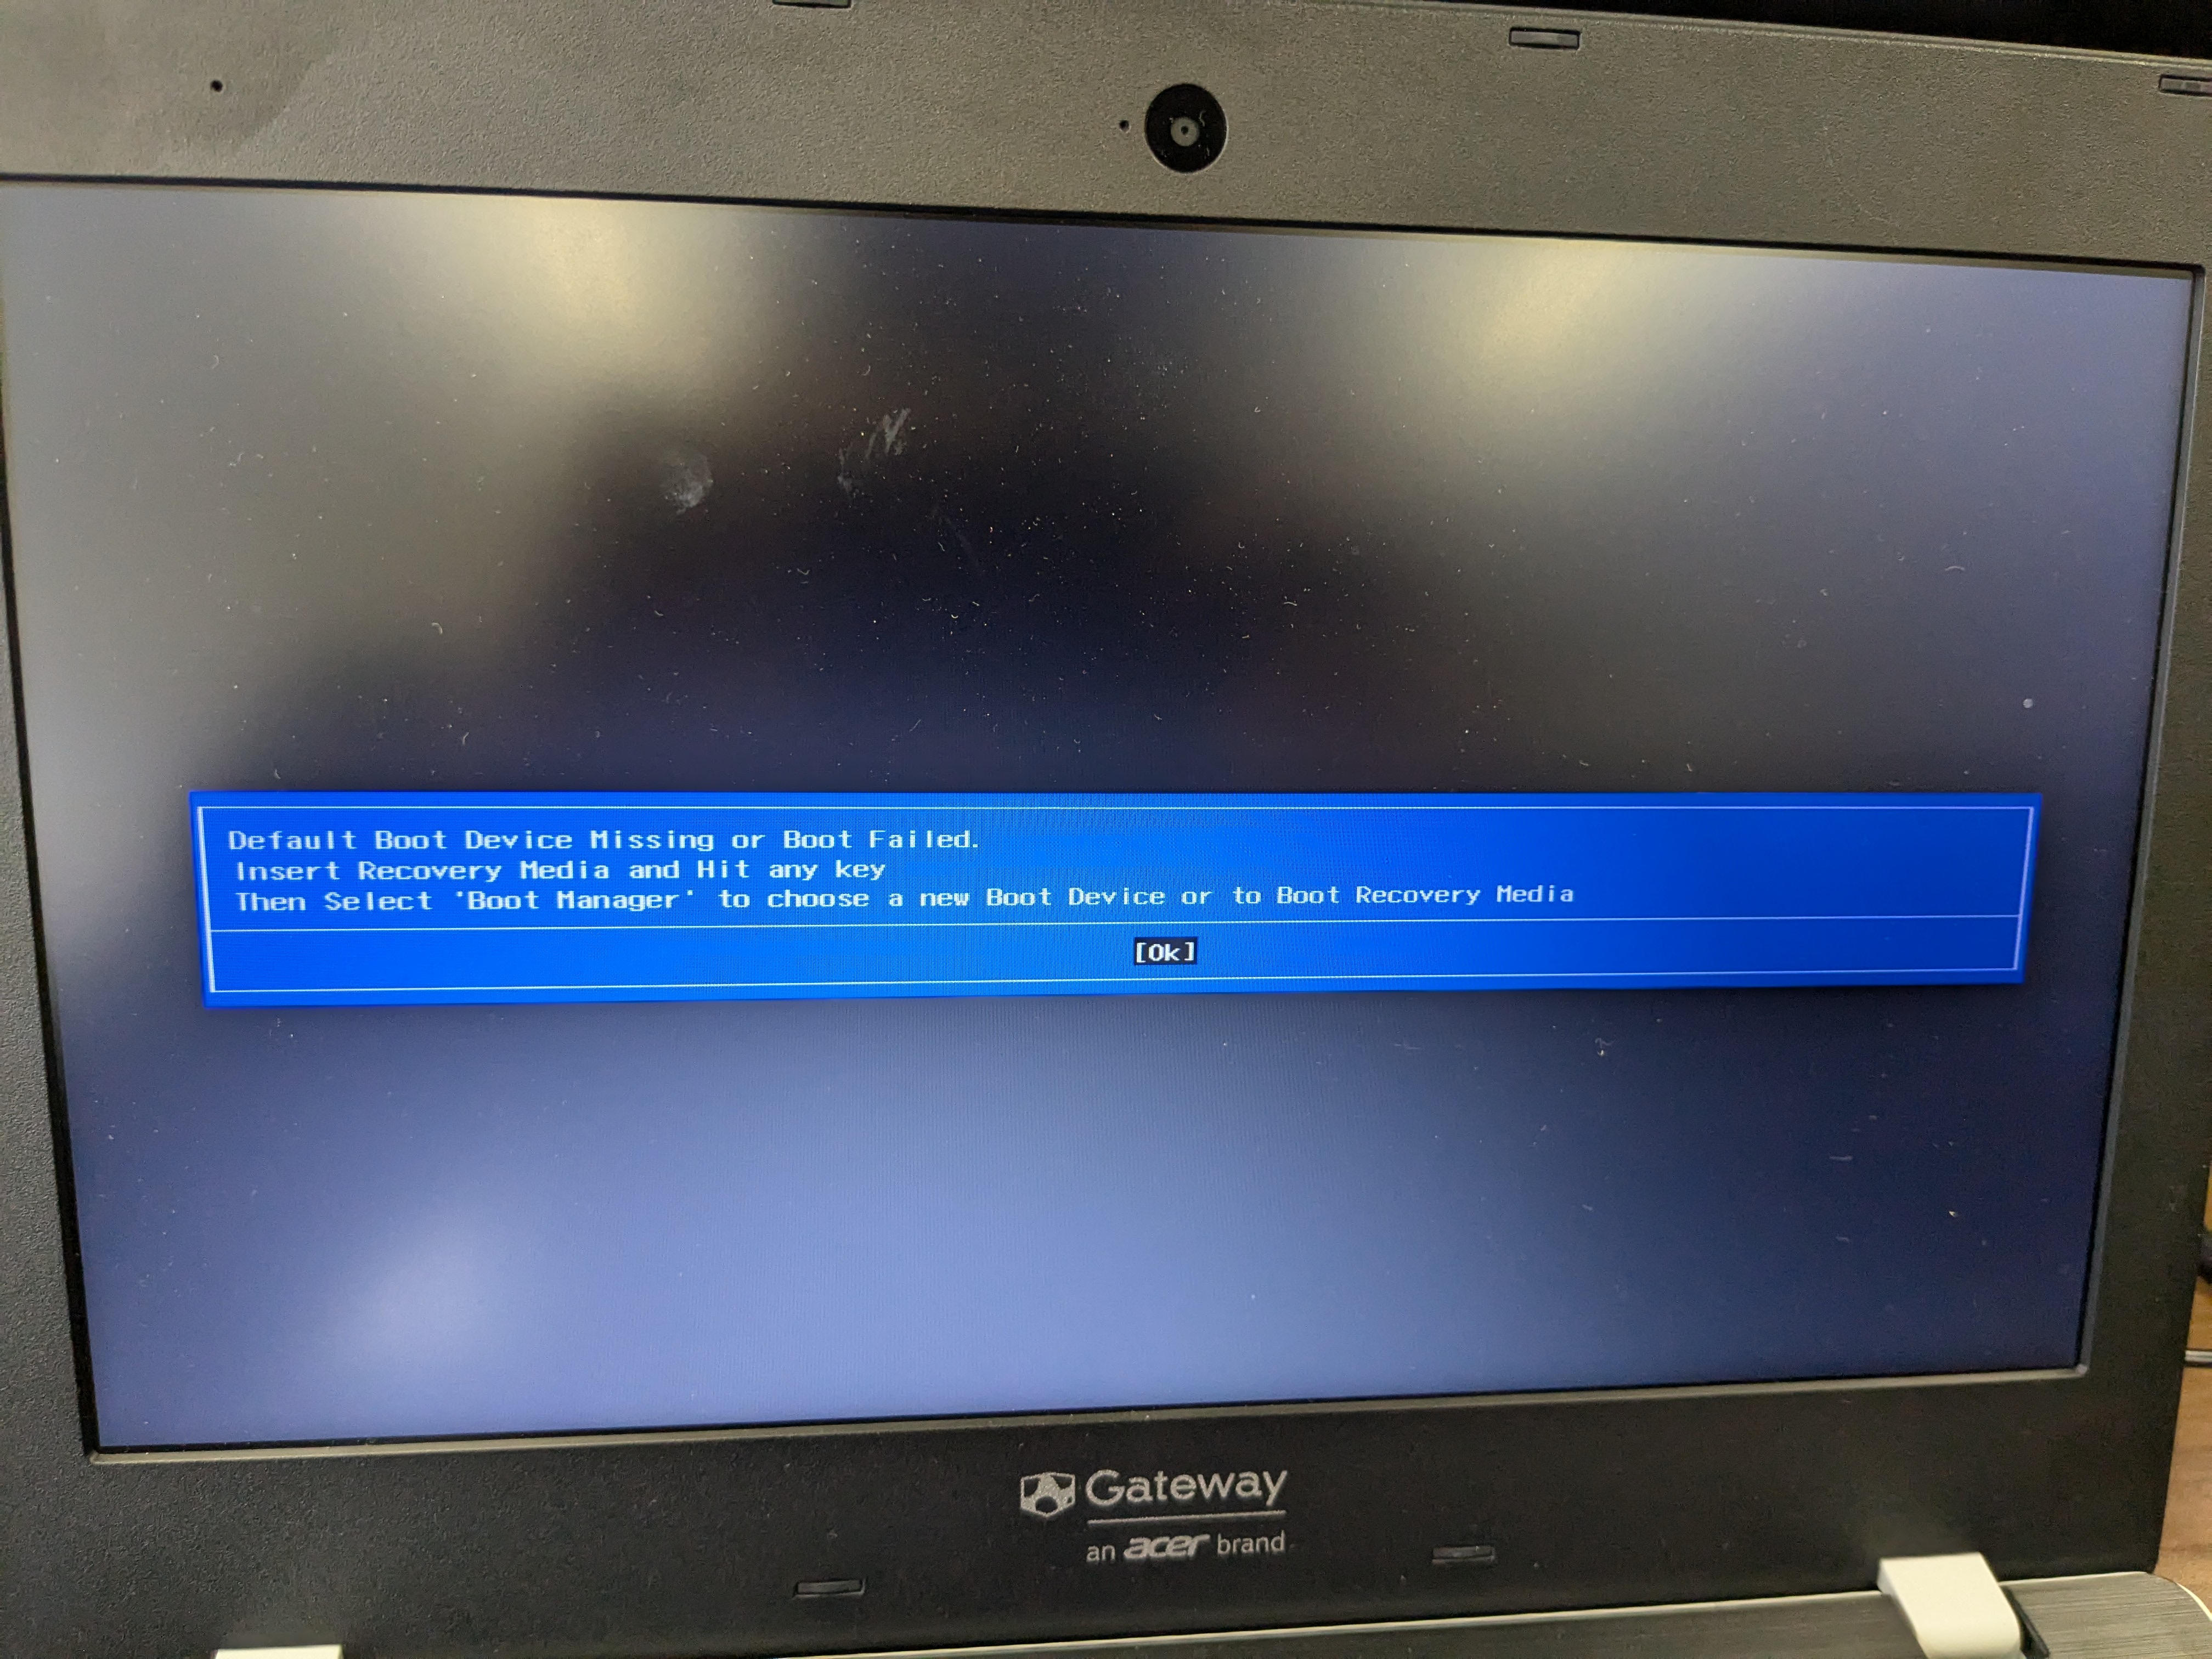 Default Boot Device Missing or Boot Failed.
Insert Recovery Media and Hit any key
Then Select 'Boot Manager' to choose a new Boot Device or to Boot Recovery Media
[Ok]
Gateway
an acer brand